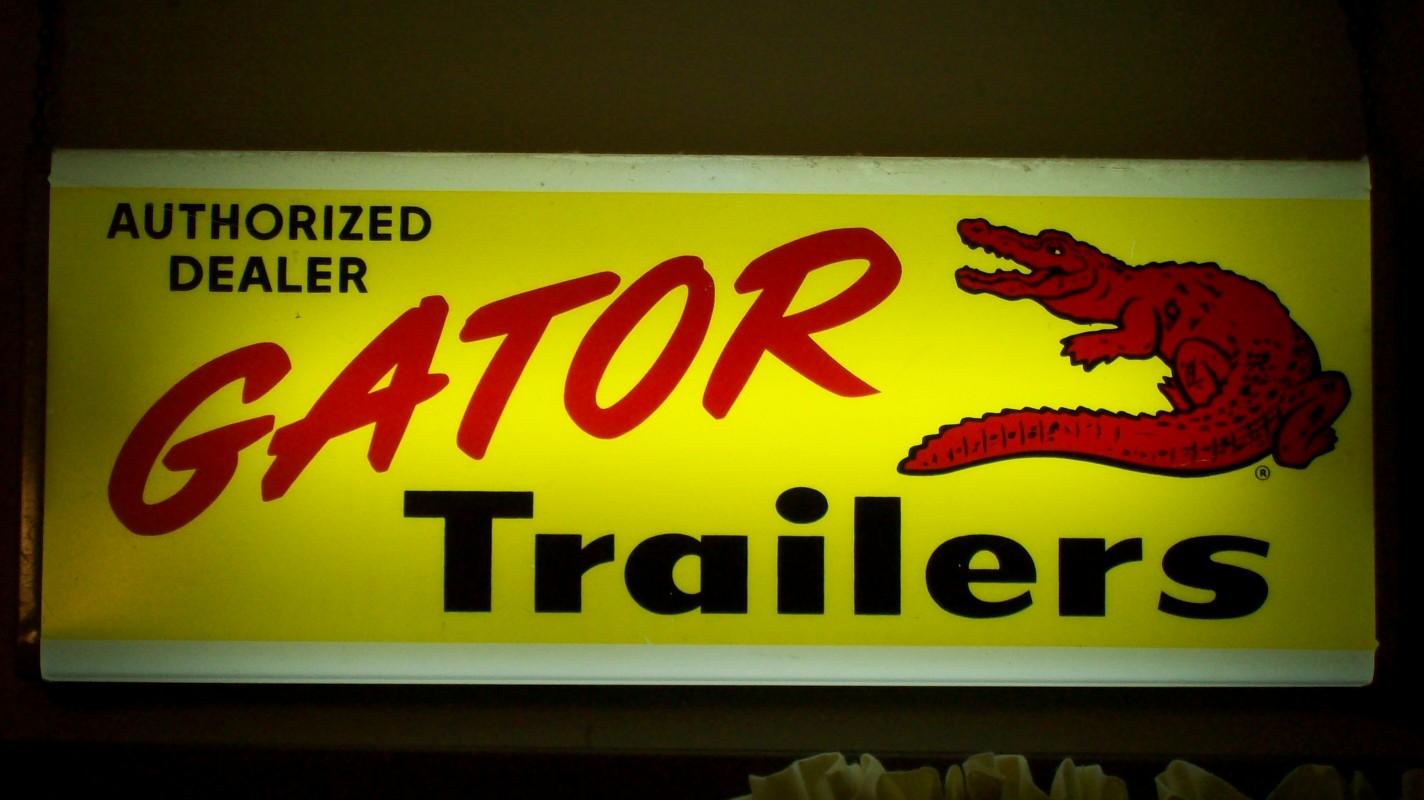 AUTHORIZED
DEALER
GATOR
Trailers
®